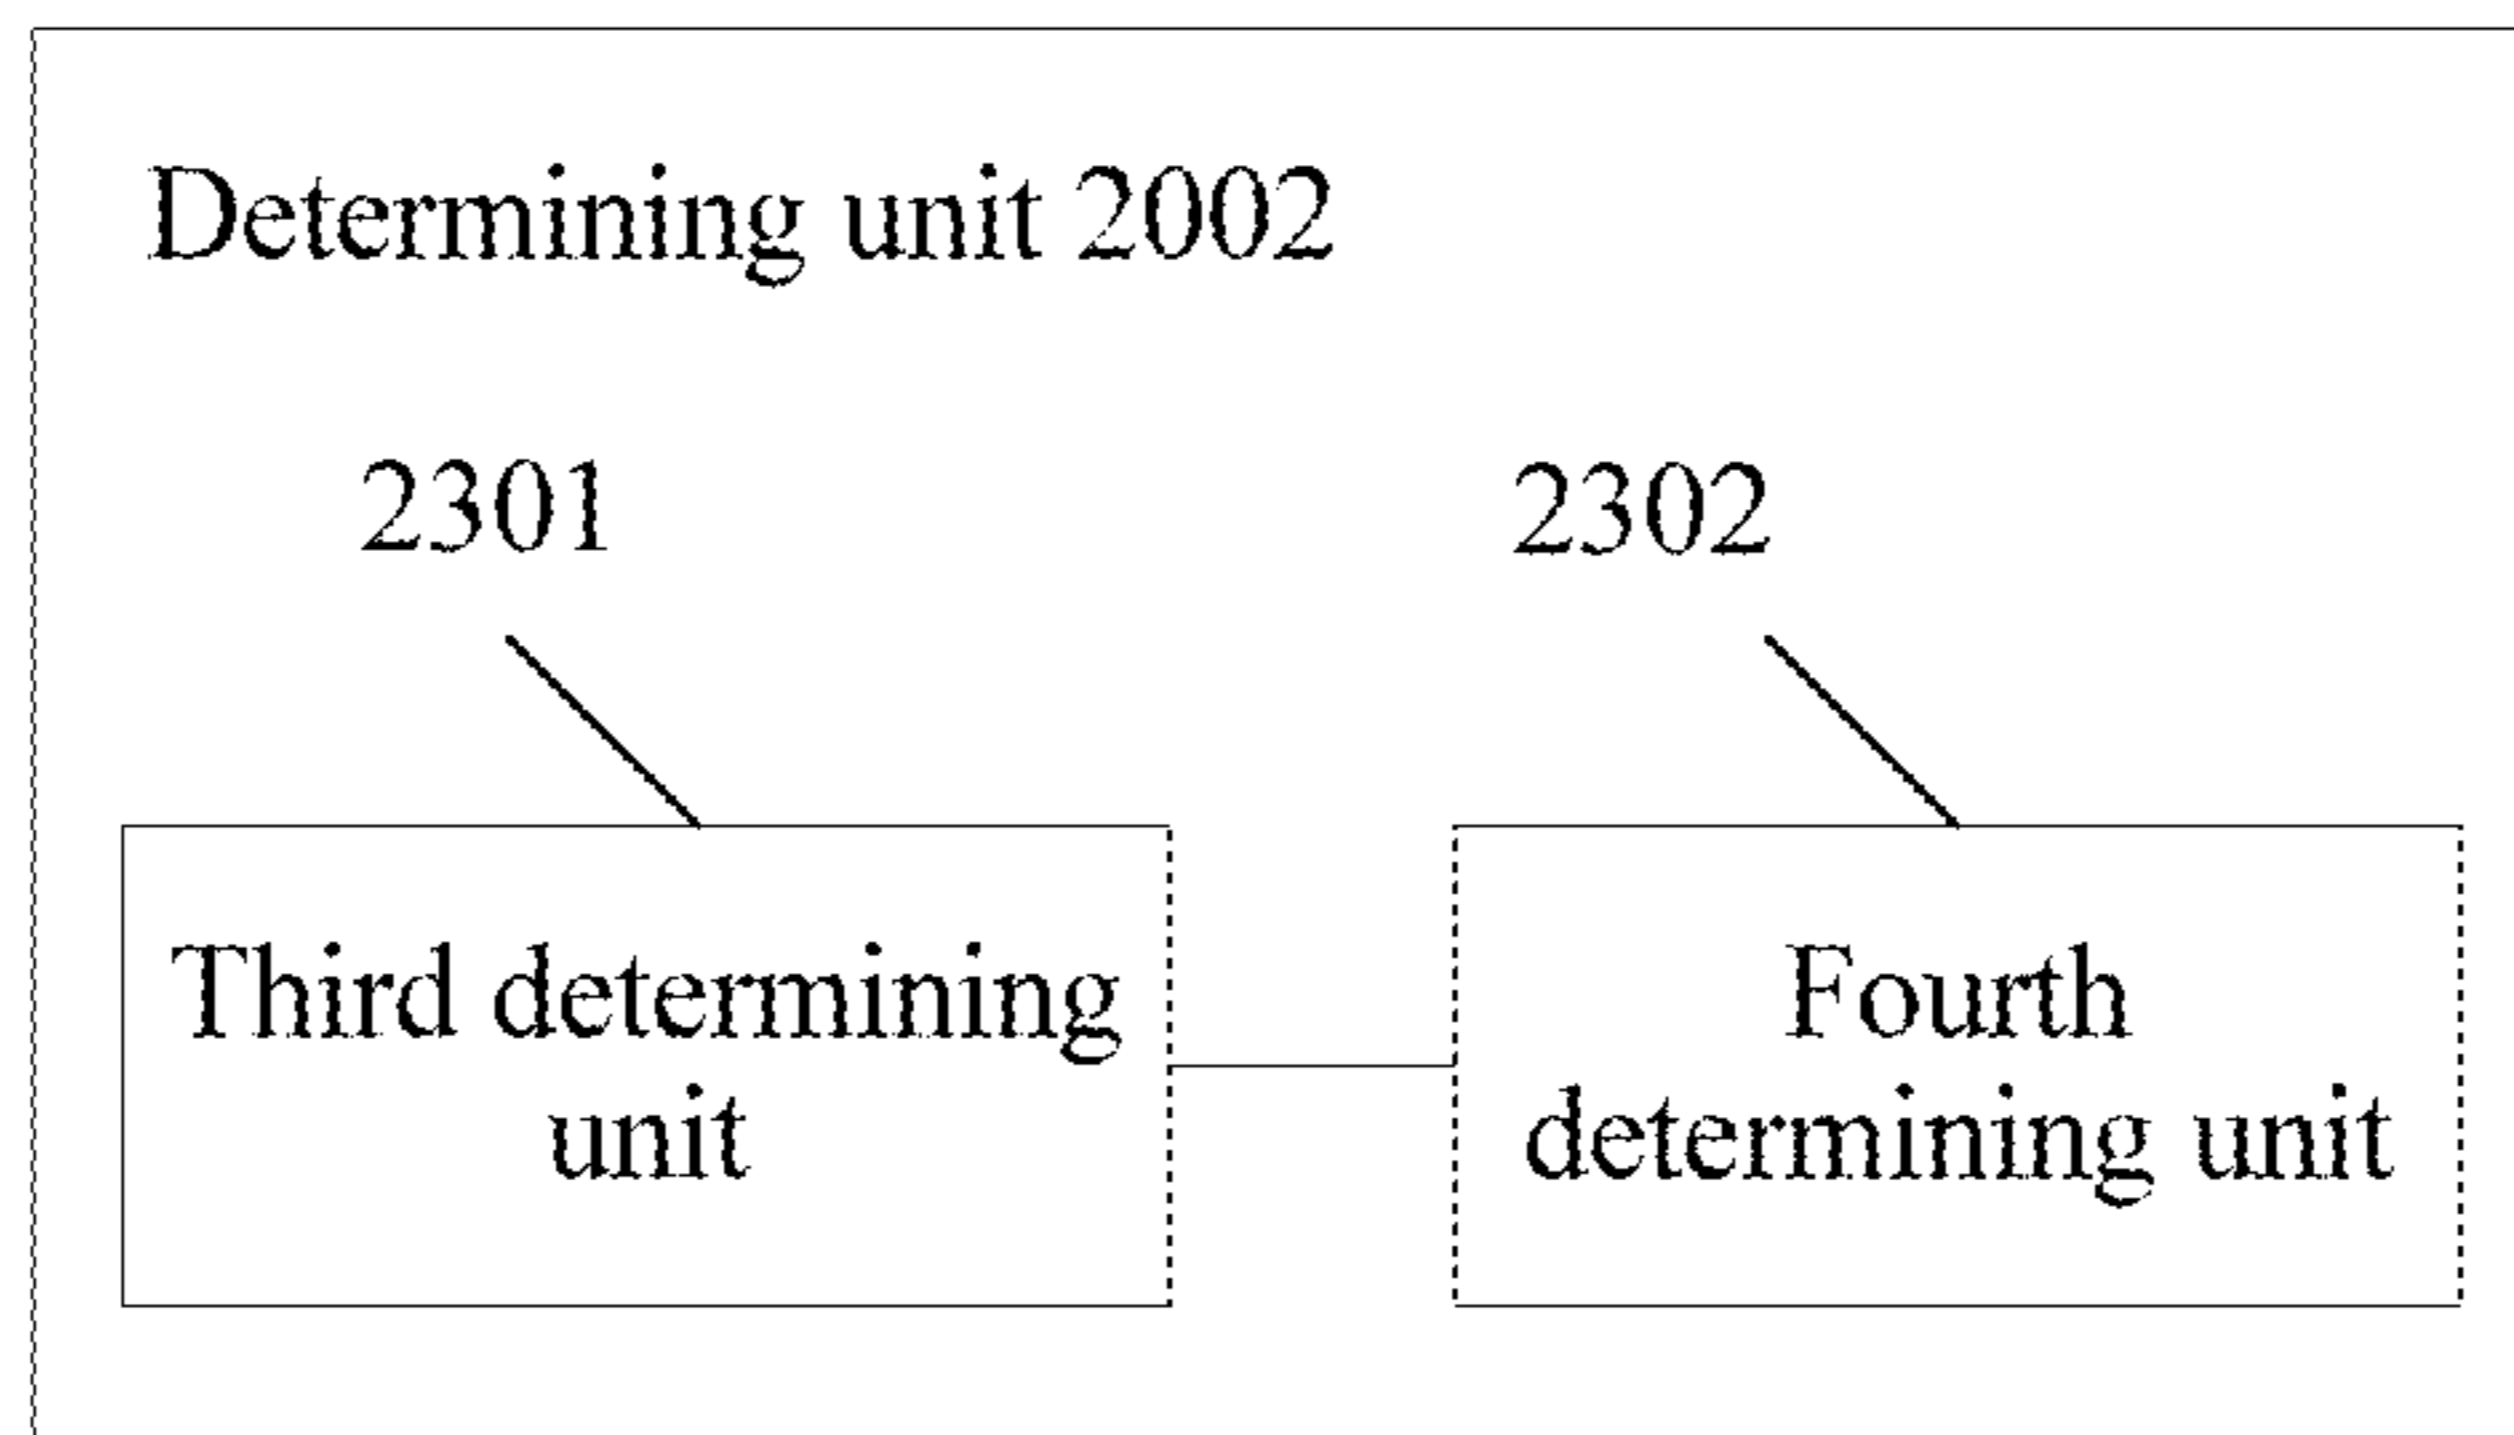 Determining unit 2002
2301
2302
Third determining
unit
Fourth
determining unit